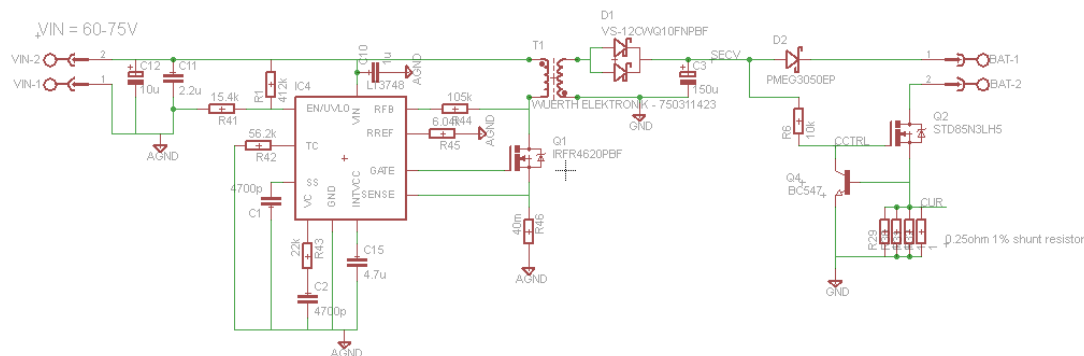 VIN = 60-75V
VIN-2
2
VIN-1
1
C12
10u
C11
2.2u
AGND
R1
412k
15.4k
R41
56.2k
R42
4700p
C1
IC4
C10
1u
AGND
LT3748
EN/UVLO
VIN
RFB
TC
RREF
GATE
SS
VC
GND
INTVCC
SENSE
105k
R44
6.04k
R45
AGND
22k
R43
C2
4700p
C15
4.7u
AGND
T1
WUERTH ELEKTRONIK - 750311423
Q1
IRFR4620PBF
40m
R46
AGND
D1
VS-12CWQ10FNPBF
SECV
C3
150u
GND
D2
PMEG3050EP
1
BAT-1
2
BAT-2
R6
10k
Q2
STD85N3LH5
CCTRL
Q4
BC547
CUR
R29
1
0.25ohm 1% shunt resistor
GND